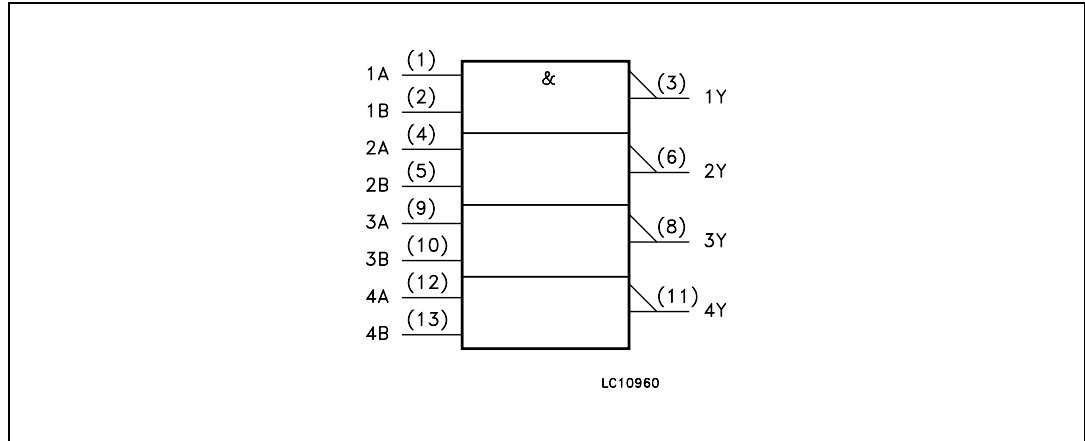 1A (1)
&
(3) 1Y
1B (2)
2A (4)
(6) 2Y
2B (5)
3A (9)
(8) 3Y
3B (10)
4A (12)
(11) 4Y
4B (13)
LC10960